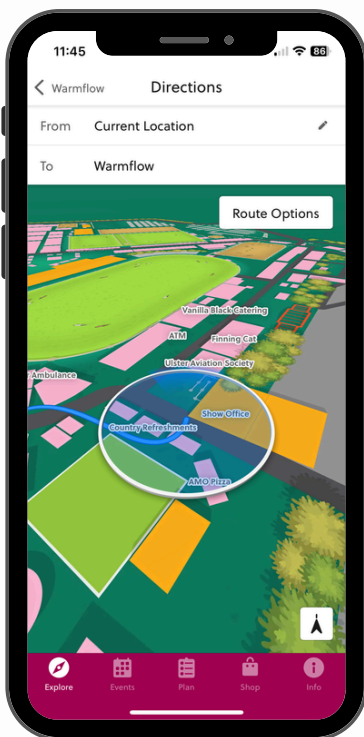 11:45
86
Warmflow
Directions
From
Current Location
To
Warmflow
Route Options
Vanilla Black Catering
ATM
Finning Cat
Ulster Aviation Society
Ambulance
Show Office
Country Refreshments
AMO Pizza
Explore
Events
Plan
Shop
Info